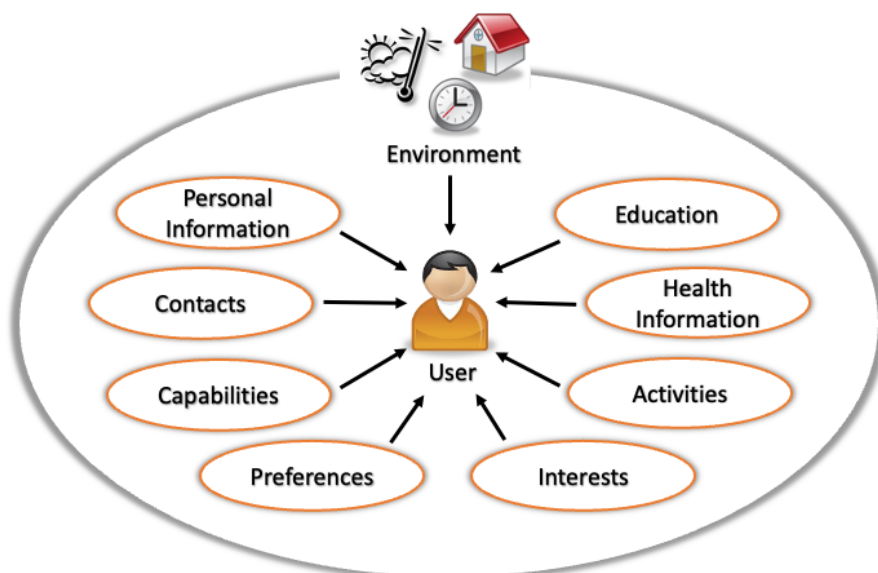 Environment
Personal
Information
Education
Contacts
Health
Information
User
Capabilities
Activities
Preferences
Interests